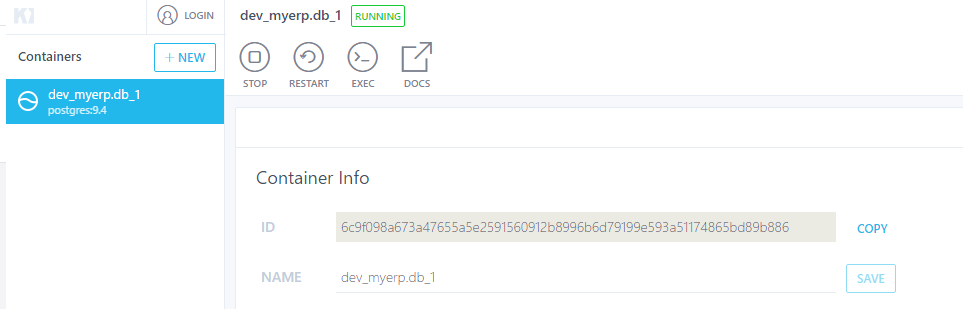 LOGIN
Containers
+ NEW
dev_myerp.db_1
postgres:9.4
dev_myerp.db_1 RUNNING
STOP RESTART EXEC DOCS
Container Info
ID 6c9f098a673a47655a5e2591560912b8996b6d79199e593a51174865bd89b886 COPY
NAME dev_myerp.db_1 SAVE